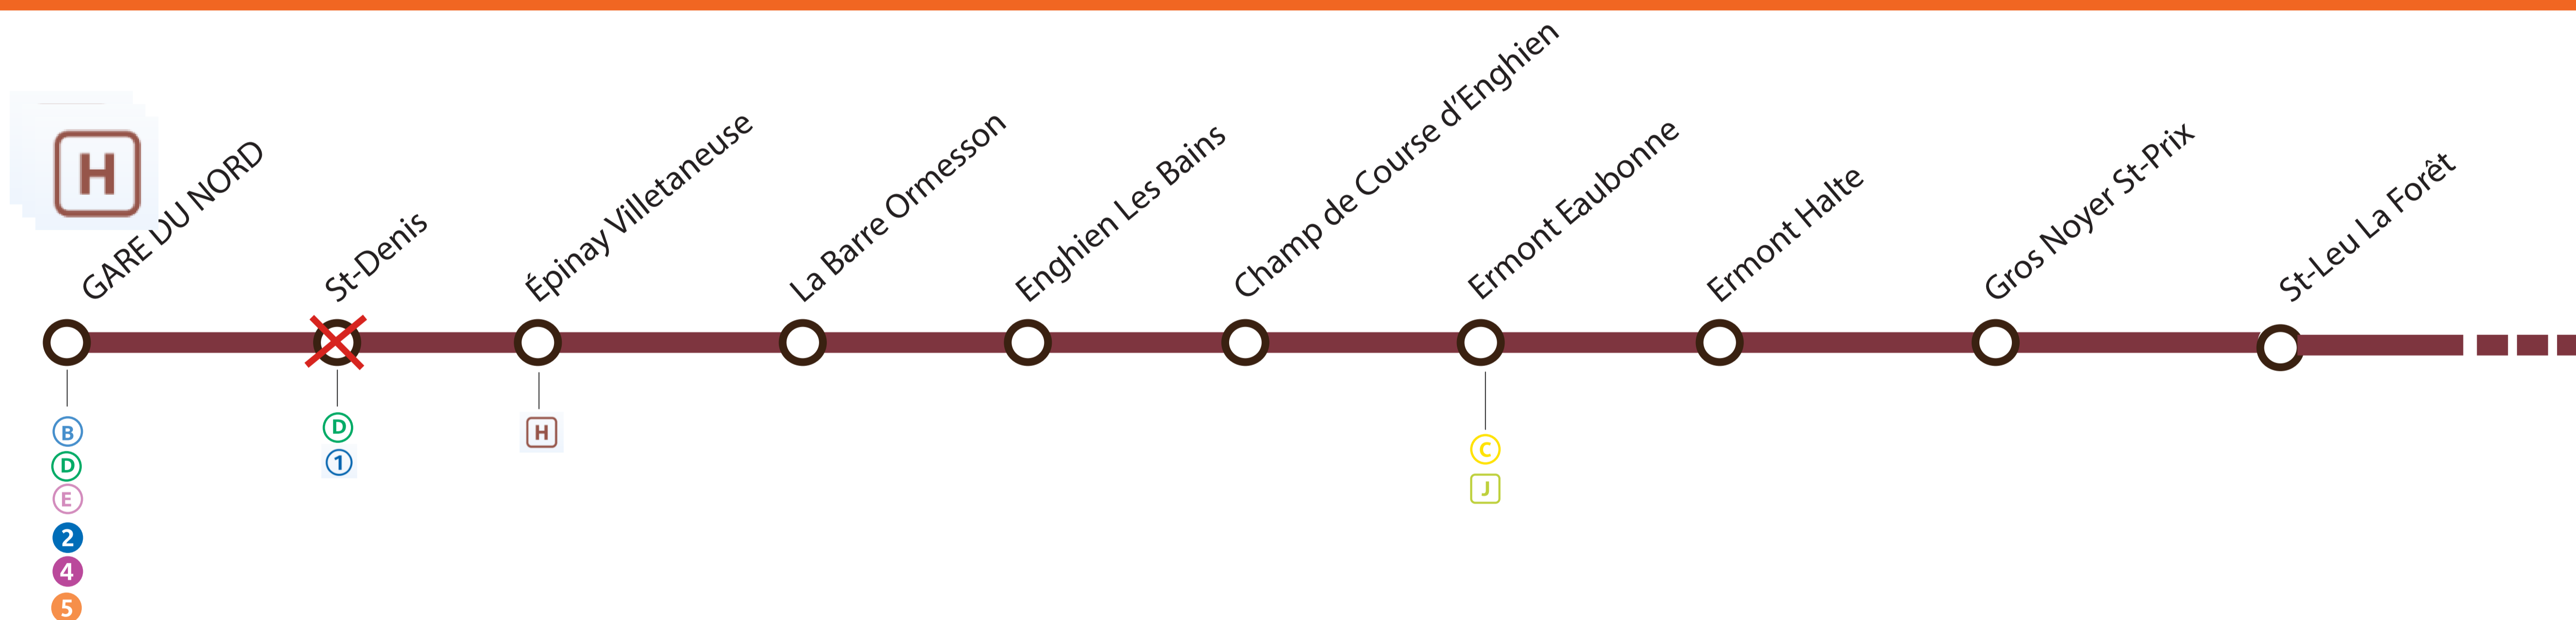 H
GARE DU NORD
St-Denis
Épinay Villetaneuse
La Barre Ormesson
Enghien Les Bains
Champ de Course d'Enghien
Ermont Eaubonne
Ermont Halte
Gros Noyer St-Prix
St-Leu La Forêt
B
D
E
2
4
5
D
1
H
C
J